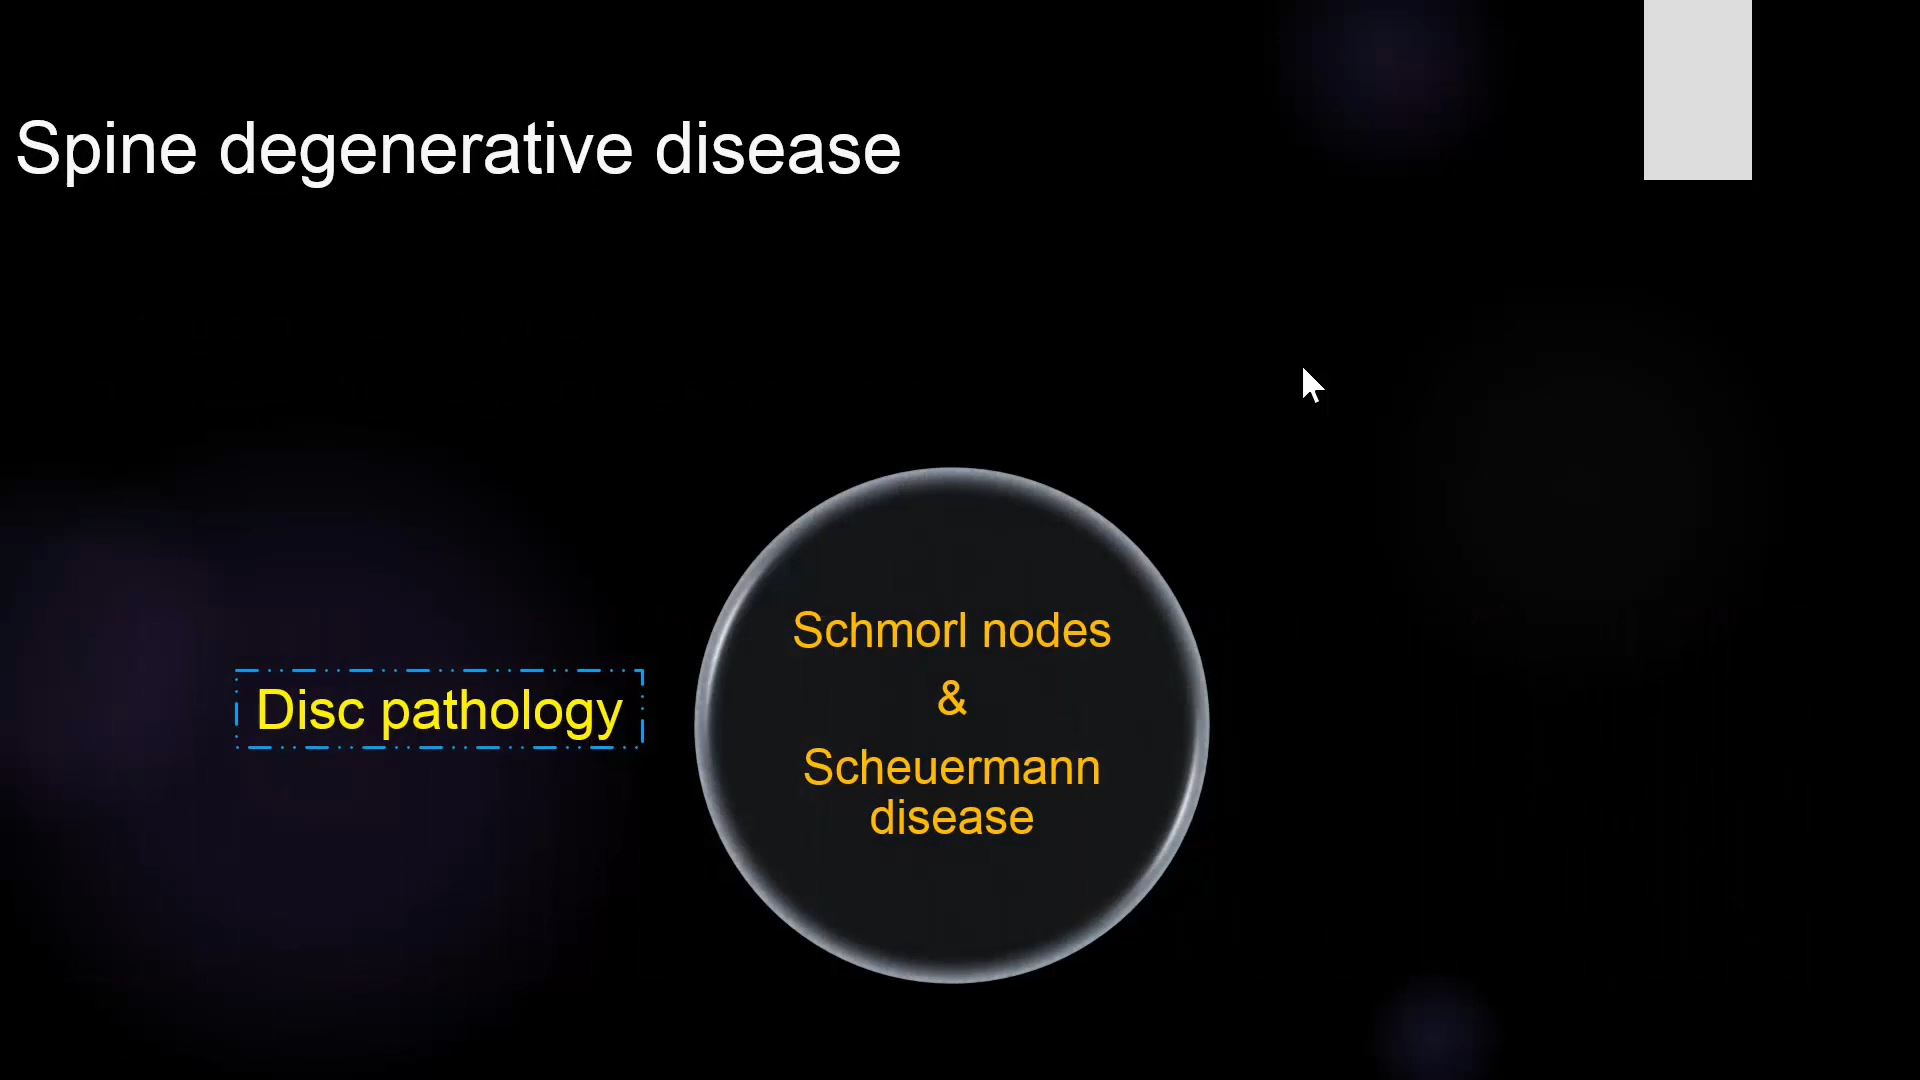 Spine degenerative disease
Disc pathology
Schmorl nodes
&
Scheuermann
disease